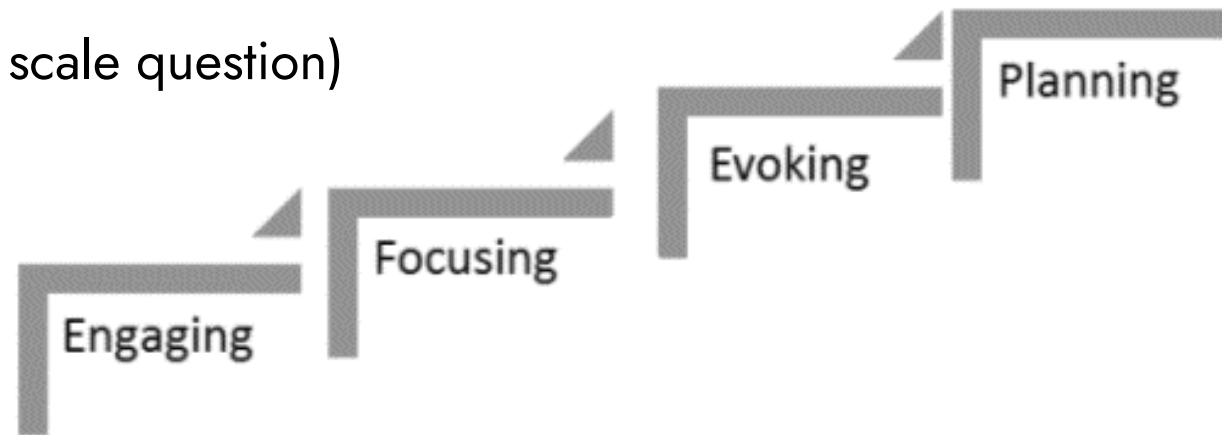 scale question)
Planning
Evoking
Focusing
Engaging